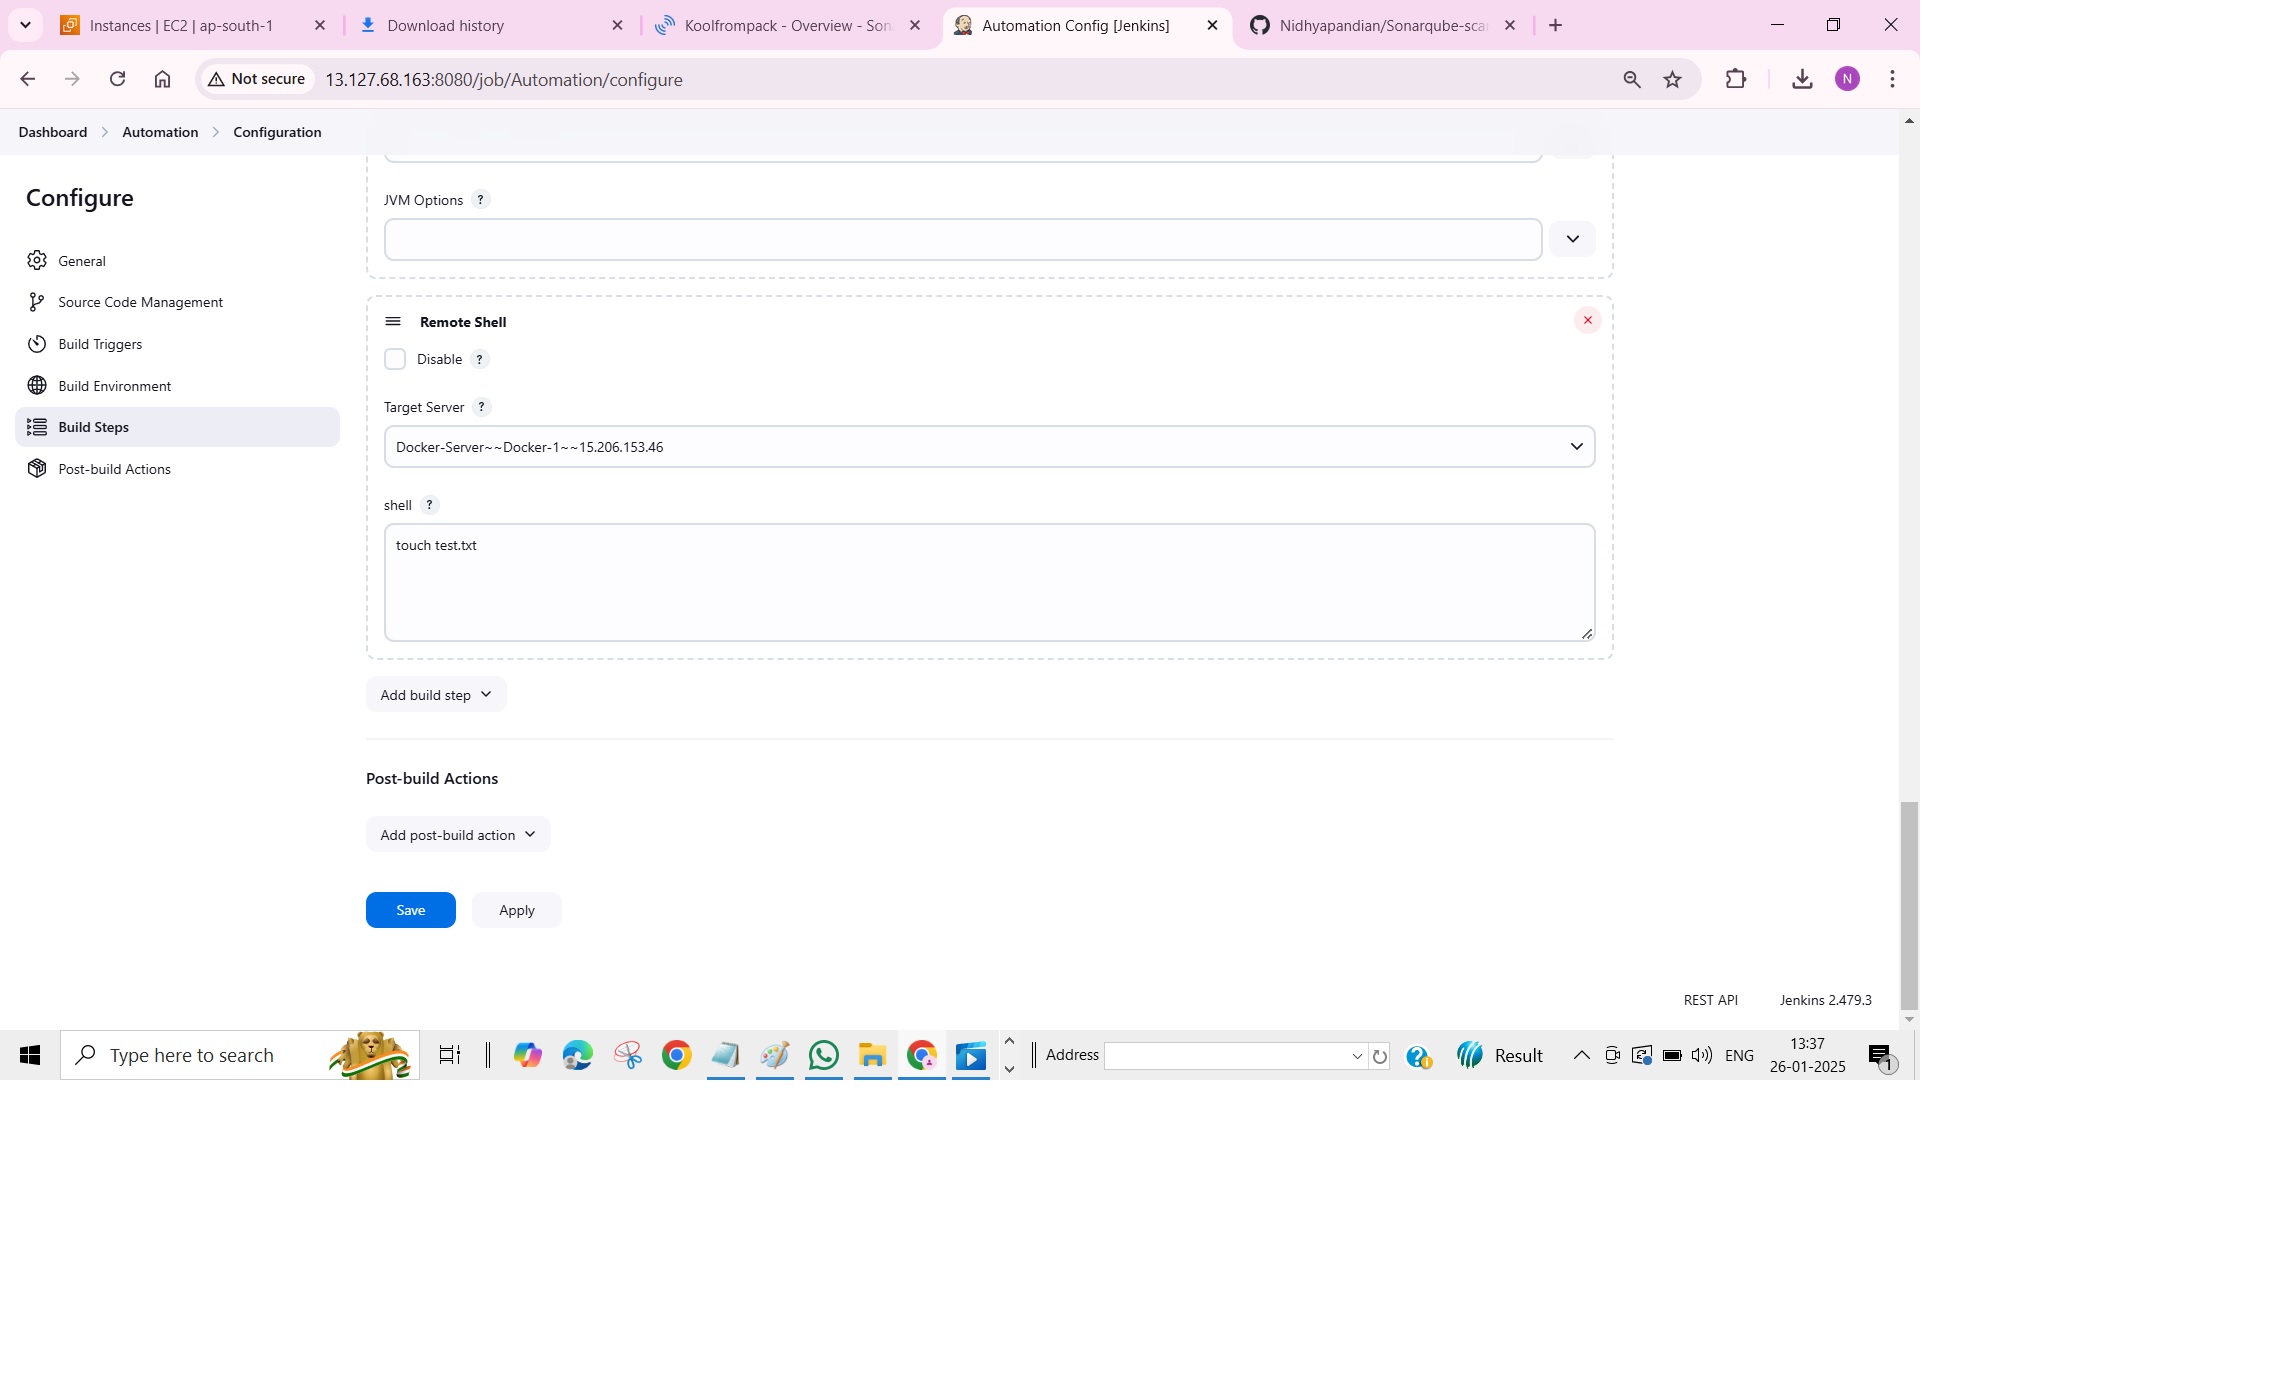 Instances | EC2 | ap-south-1
Download history
Koolfrompack - Overview - Son
Automation Config [Jenkins]
Nidhyapandian/Sonarqube-sca
Not secure
13.127.68.163:8080/job/Automation/configure
N
Dashboard > Automation > Configuration
Configure
General
Source Code Management
Build Triggers
Build Environment
Build Steps
Post-build Actions
JVM Options ?
Remote Shell
Disable ?
Target Server ?
Docker-Server~~Docker-1~~15.206.153.46
shell ?
touch test.txt
Add build step
Post-build Actions
Add post-build action
Save
Apply
REST API
Jenkins 2.479.3
Type here to search
Address
Result
ENG
13:37
26-01-2025
1